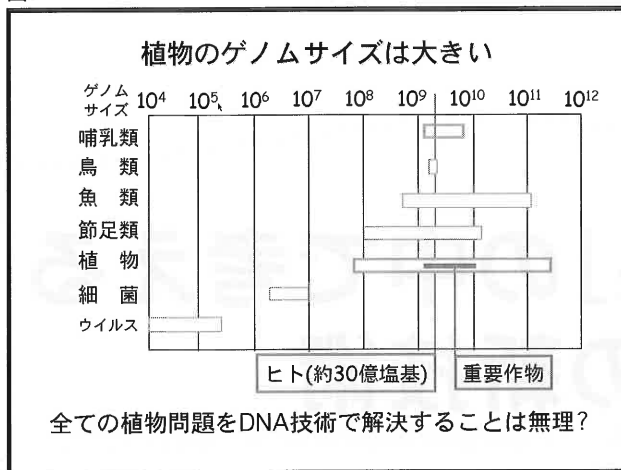 植物のゲノムサイズは大きい
ゲノム
サイズ 10⁴ 10⁵ 10⁶ 10⁷ 10⁸ 10⁹ 10¹⁰ 10¹¹ 10¹²
哺乳類
鳥 類
魚 類
節足類
植 物
細 菌
ウイルス
ヒト(約30億塩基) 重要作物
全ての植物問題をDNA技術で解決することは無理?